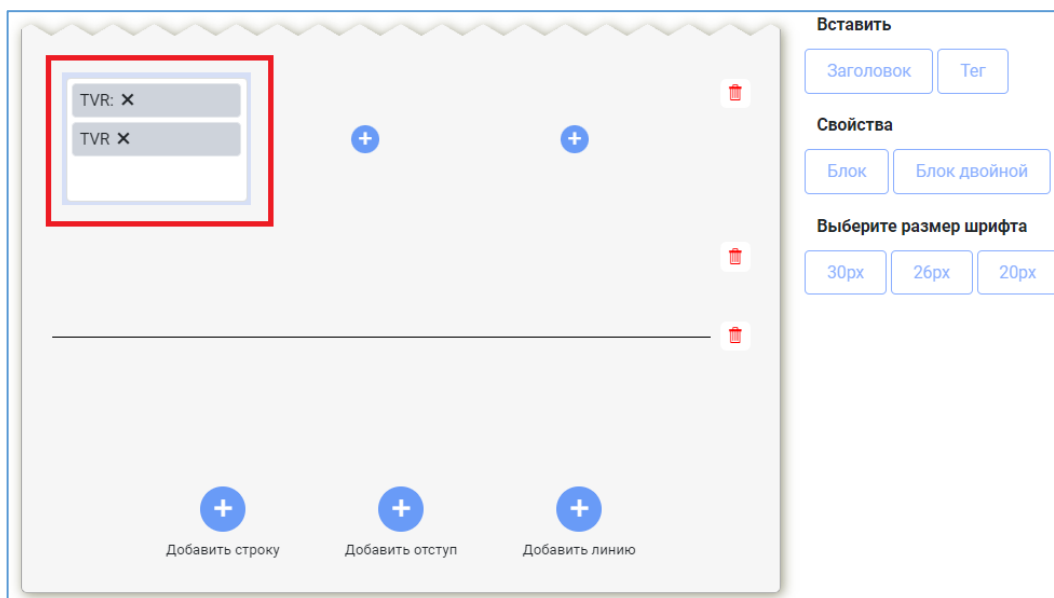 TVR: ✕
TVR ✕
Добавить строку
Добавить отступ
Добавить линию
Вставить
Заголовок
Тег
Свойства
Блок
Блок двойной
Выберите размер шрифта
30px
26px
20px